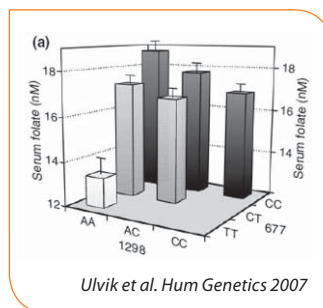 (a)
Serum folate (nM)
18
16
14
12
18
16
14
Serum folate (nM)
AA
AC
CC
1298
TT
CT
CC
677
Ulvik et al. Hum Genetics 2007